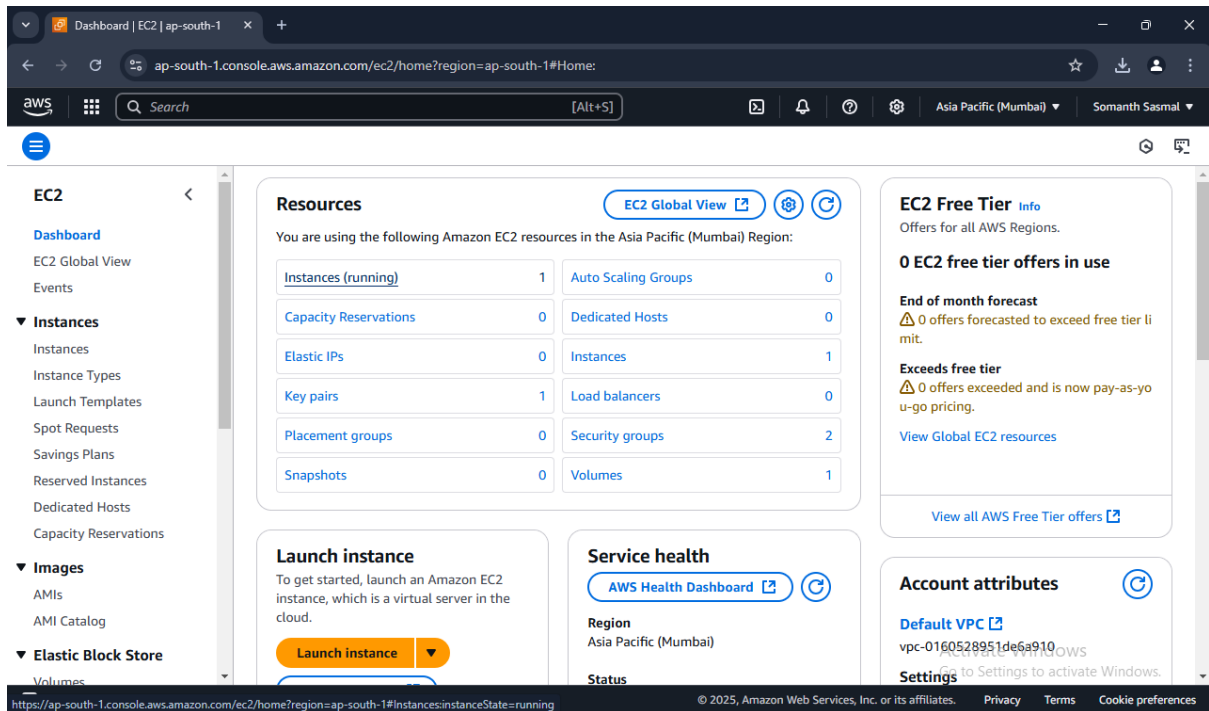 Dashboard | EC2 | ap-south-1
ap-south-1.console.aws.amazon.com/ec2/home?region=ap-south-1#Home:
aws
Search [Alt+S]
Asia Pacific (Mumbai)
Somanth Sasmal
EC2
Dashboard
EC2 Global View
Events
Instances
Instances
Instance Types
Launch Templates
Spot Requests
Savings Plans
Reserved Instances
Dedicated Hosts
Capacity Reservations
Images
AMIs
AMI Catalog
Elastic Block Store
Volumes
Resources
EC2 Global View
You are using the following Amazon EC2 resources in the Asia Pacific (Mumbai) Region:
Instances (running) 1
Auto Scaling Groups 0
Capacity Reservations 0
Dedicated Hosts 0
Elastic IPs 0
Instances 1
Key pairs 1
Load balancers 0
Placement groups 0
Security groups 2
Snapshots 0
Volumes 1
Launch instance
To get started, launch an Amazon EC2
instance, which is a virtual server in the
cloud.
Launch instance
Service health
AWS Health Dashboard
Region
Asia Pacific (Mumbai)
Status
EC2 Free Tier Info
Offers for all AWS Regions.
0 EC2 free tier offers in use
End of month forecast
0 offers forecasted to exceed free tier li
mit.
Exceeds free tier
0 offers exceeded and is now pay-as-yo
u-go pricing.
View Global EC2 resources
View all AWS Free Tier offers
Account attributes
Default VPC
vpc-0160528951de6a910
Settings
Activate Windows
Go to Settings to activate Windows.
https://ap-south-1.console.aws.amazon.com/ec2/home?region=ap-south-1#Instances:instanceState=running
© 2025, Amazon Web Services, Inc. or its affiliates.
Privacy
Terms
Cookie preferences